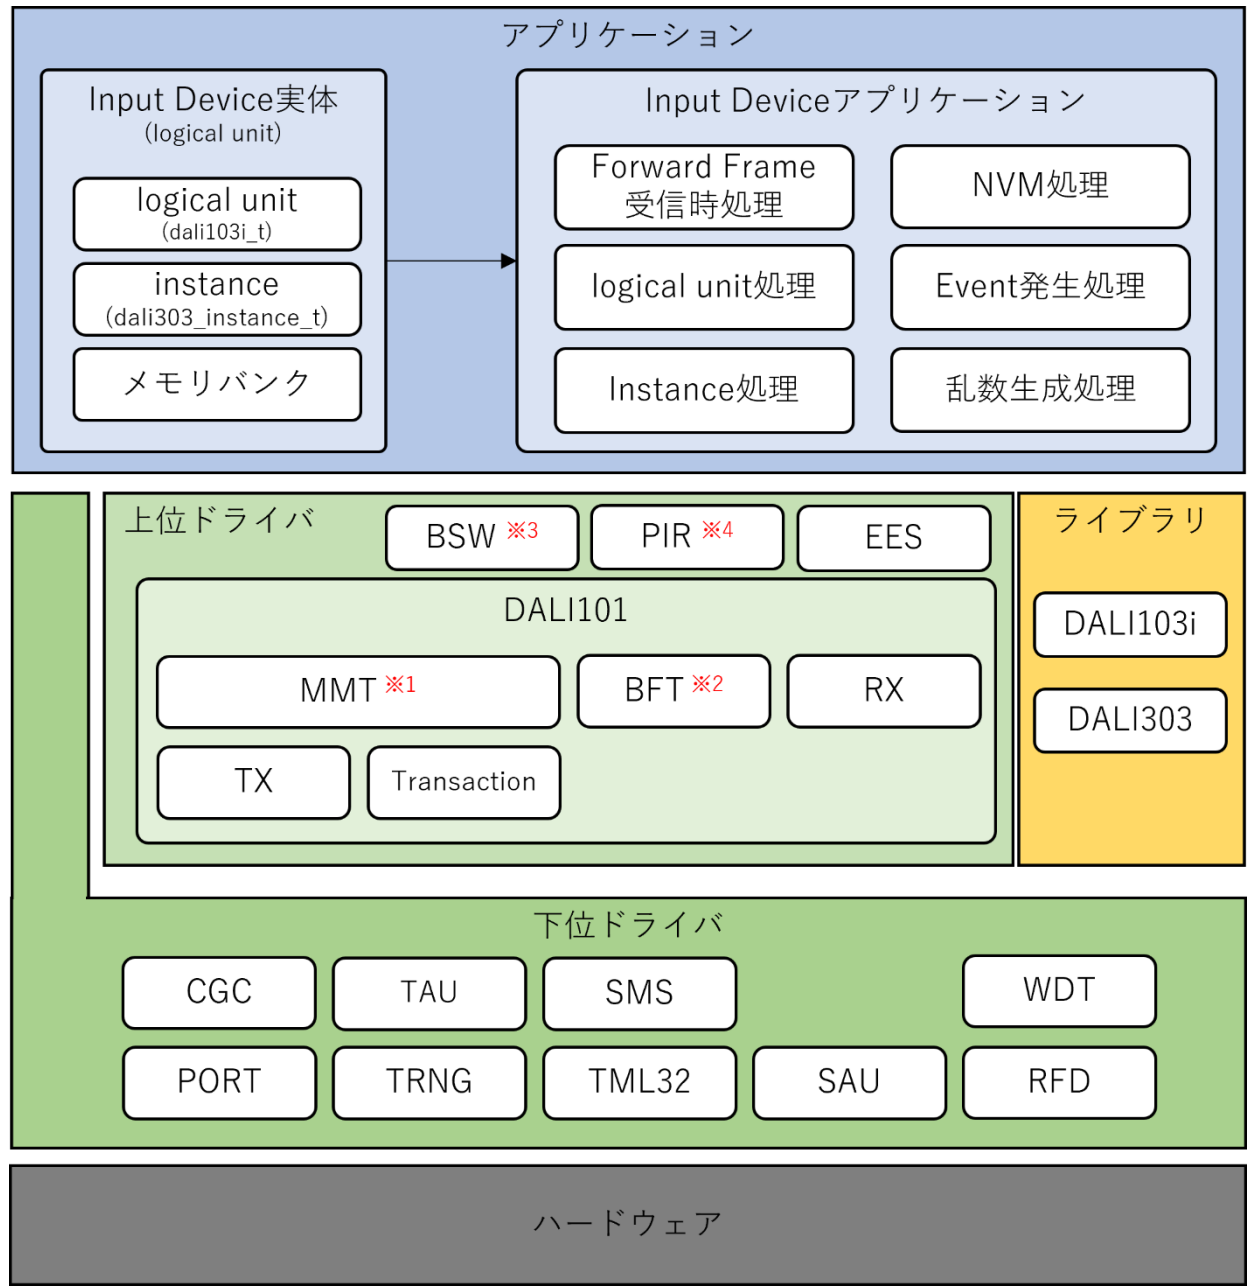 アプリケーション
Input Device実体
(logical unit)
logical unit
(dali103i_t)
instance
(dali303_instance_t)
メモリバンク
Input Deviceアプリケーション
Forward Frame
受信時処理
NVM処理
logical unit処理
Event発生処理
Instance処理
乱数生成処理
上位ドライバ
BSW ※3
PIR ※4
EES
DALI101
MMT ※1
BFT ※2
RX
TX
Transaction
ライブラリ
DALI103i
DALI303
下位ドライバ
CGC
TAU
SMS
WDT
PORT
TRNG
TML32
SAU
RFD
ハードウェア